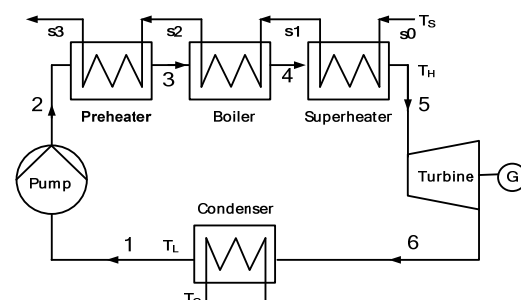 s3
s2
s1
s0
T_S
T_H
2
3
4
5
Preheater
Boiler
Superheater
Pump
Turbine
G
Condenser
1
T_L
6